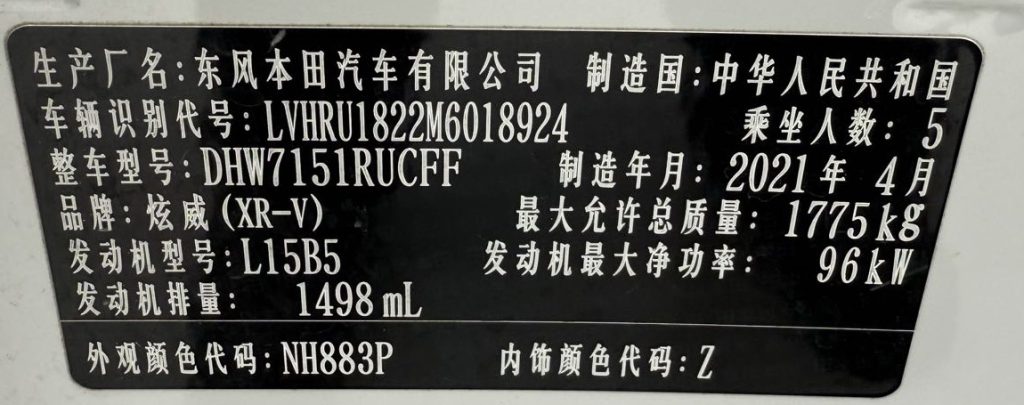 生产厂名:东风本田汽车有限公司 制造国:中华人民共和国
车辆识别代号:LVHRU1822M6018924 乘坐人数: 5
整车型号:DHW7151RUCFF 制造年月:2021年 4月
品牌:炫威(XR-V) 最大允许总质量:1775kg
发动机型号:L15B5 发动机最大净功率: 96kW
发动机排量: 1498mL
外观颜色代码:NH883P 内饰颜色代码:Z